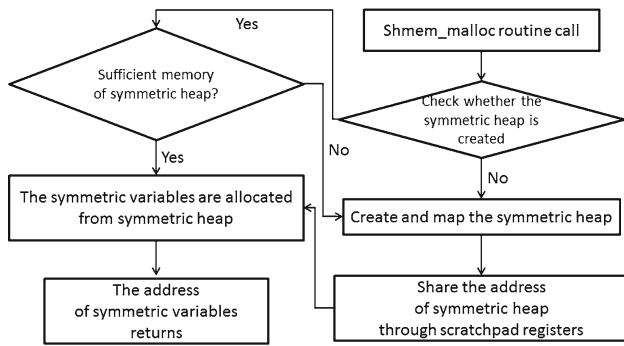 Yes
Shmem_malloc routine call
Sufficient memory
of symmetric heap?
Check whether the
symmetric heap is
created
Yes
No
No
The symmetric variables are allocated
from symmetric heap
Create and map the symmetric heap
The address
of symmetric variables
returns
Share the address
of symmetric heap
through scratchpad registers